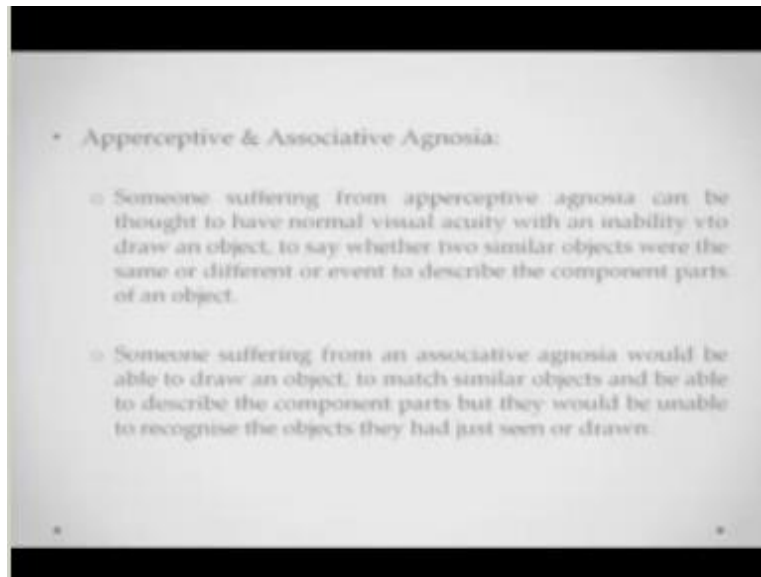 • Apperceptive & Associative Agnosia:
o Someone suffering from apperceptive agnosia can be
thought to have normal visual acuity with an inability vto
draw an object, to say whether two similar objects were the
same or different or event to describe the component parts
of an object.
o Someone suffering from an associative agnosia would be
able to draw an object, to match similar objects and be able
to describe the component parts but they would be unable
to recognise the objects they had just seen or drawn.